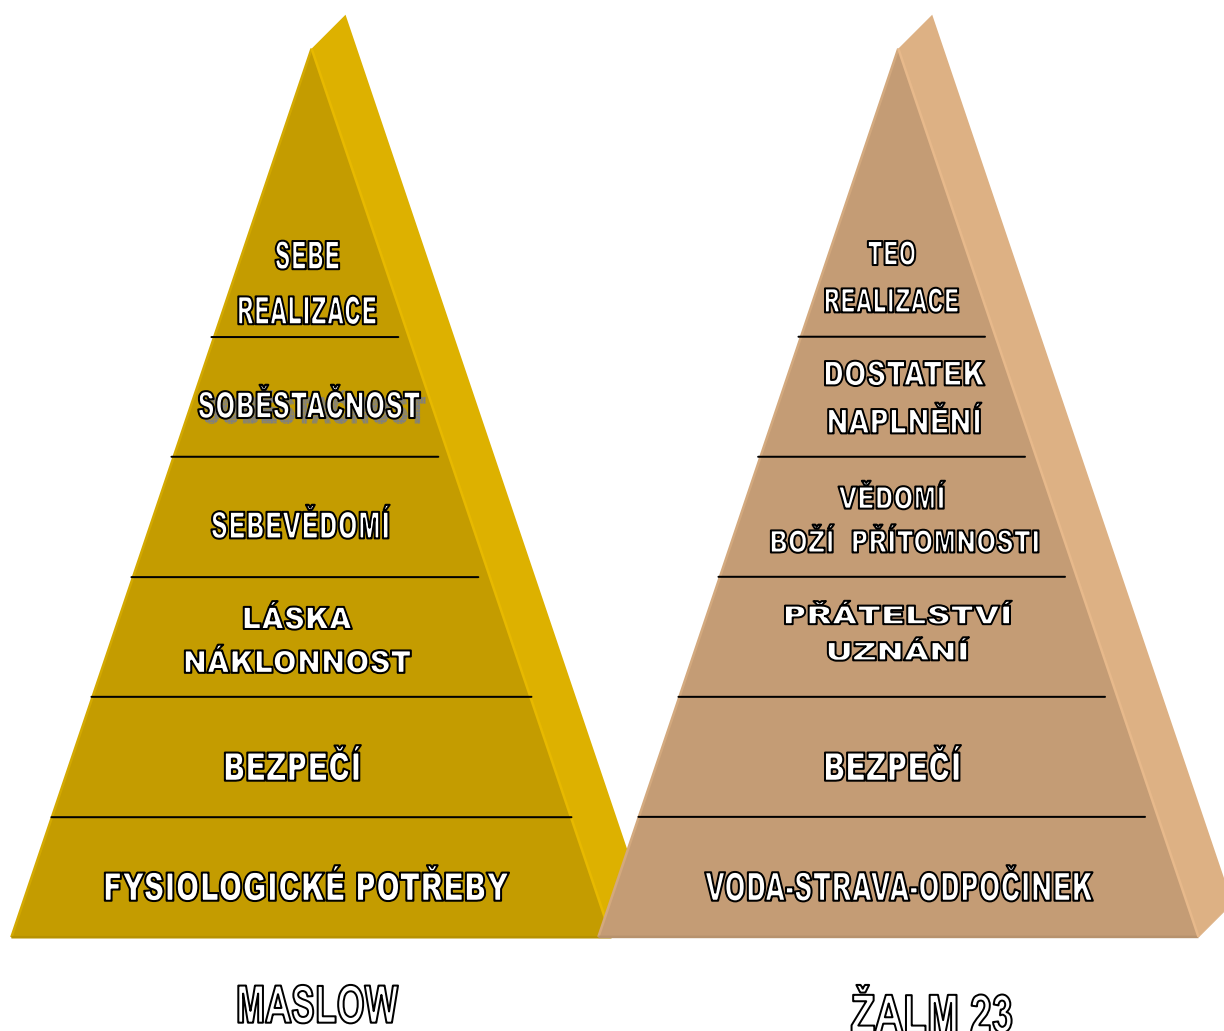 SEBE
REALIZACE
SOBĚSTAČNOST
SEBEVĚDOMÍ
LÁSKA
NÁKLONNOST
BEZPEČÍ
FYSIOLOGICKÉ POTŘEBY
MASLOW
TEO
REALIZACE
DOSTATEK
NAPLNĚNÍ
VĚDOMÍ
BOŽÍ PŘÍTOMNOSTI
PŘÁTELSTVÍ
UZNÁNÍ
BEZPEČÍ
VODA-STRAVA-ODPOČINEK
ŽALM 23